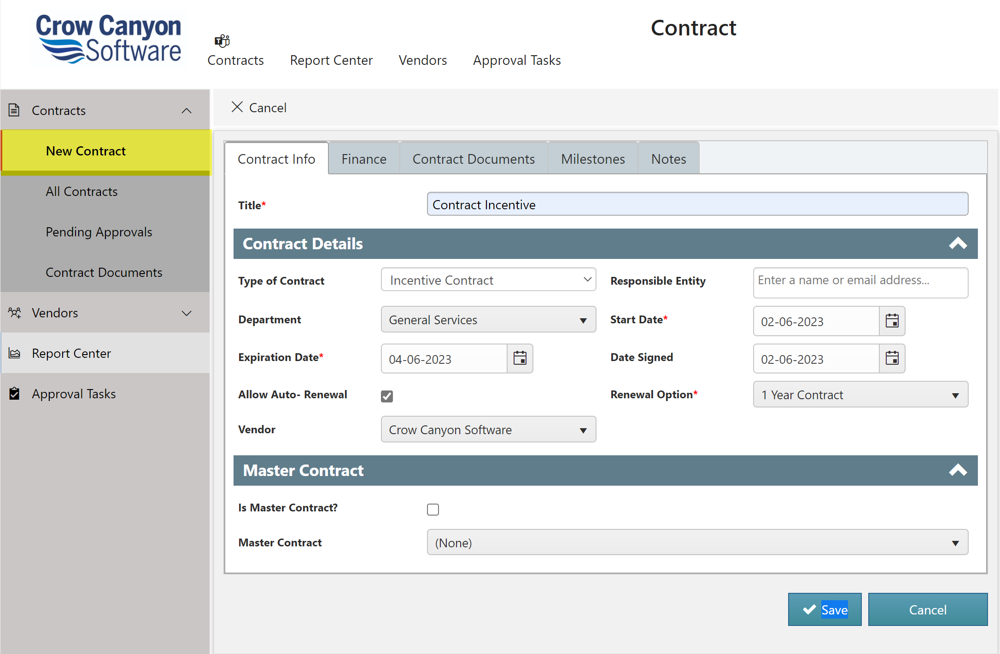 Crow Canyon
Software
Contract
Contracts Report Center Vendors Approval Tasks
Contracts
New Contract
All Contracts
Pending Approvals
Contract Documents
Vendors
Report Center
Approval Tasks
Cancel
Contract Info Finance Contract Documents Milestones Notes
Title* Contract Incentive
Contract Details
Type of Contract Incentive Contract Responsible Entity Enter a name or email address...
Department General Services Start Date* 02-06-2023
Expiration Date* 04-06-2023 Date Signed 02-06-2023
Allow Auto- Renewal Renewal Option* 1 Year Contract
Vendor Crow Canyon Software
Master Contract
Is Master Contract?
Master Contract (None)
Save Cancel